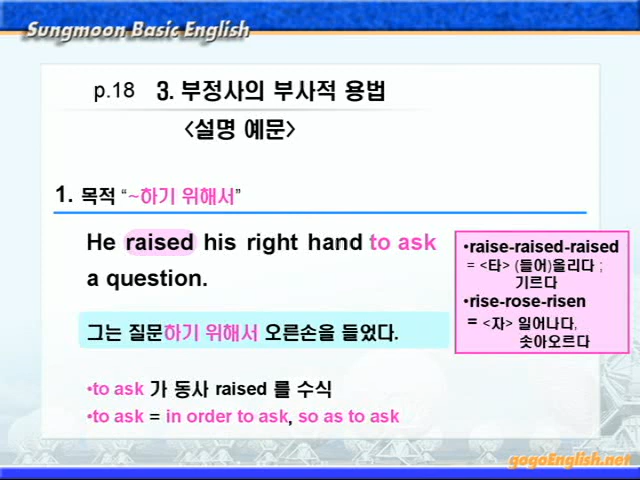 Sungmoon Basic English
p.18 3. 부정사의 부사적 용법
<설명 예문>
1. 목적 “~하기 위해서”
He raised his right hand to ask
a question.
그는 질문하기 위해서 오른손을 들었다.
•to ask 가 동사 raised 를 수식
•to ask = in order to ask, so as to ask
•raise-raised-raised
= <타> (들어)올리다 ;
기르다
•rise-rose-risen
= <자> 일어나다,
솟아오르다
gogoEnglish.net